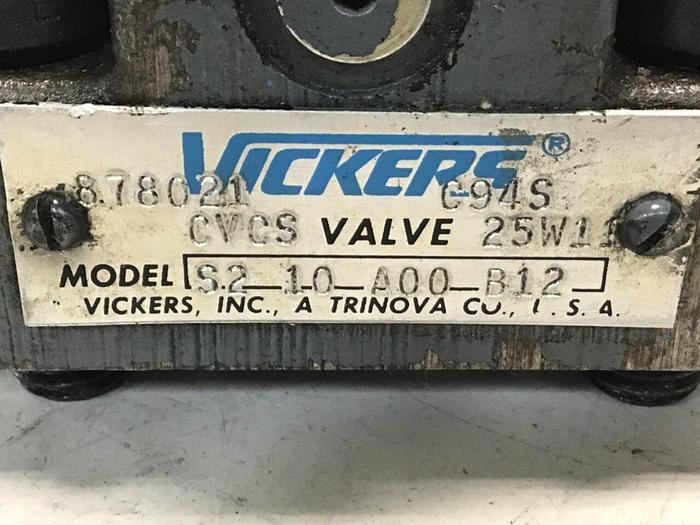 VICKERS®
878021 C94S
CVCS VALVE 25W11
MODEL S2 10 A00 B12
VICKERS, INC., A TRINOVA CO., U.S.A.